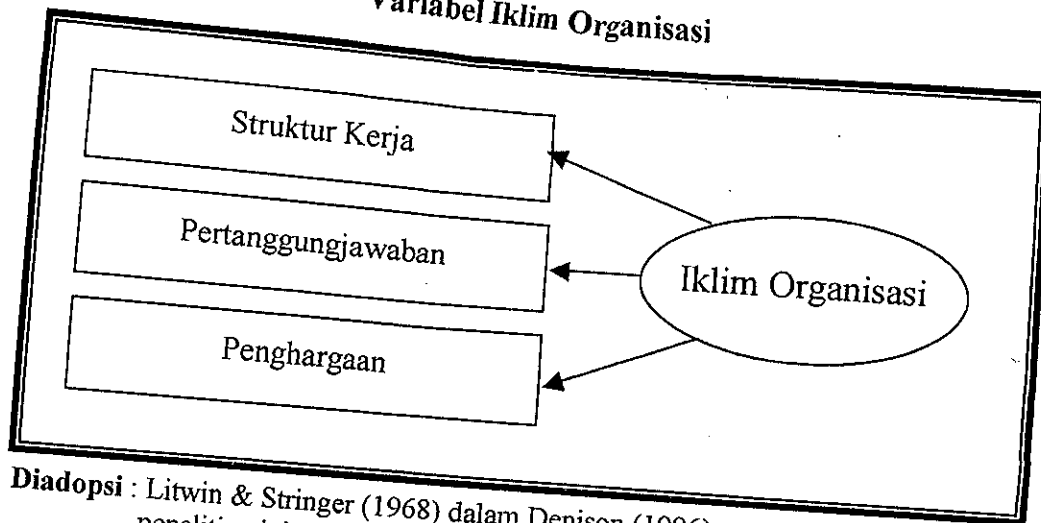 Variabel Iklim Organisasi
Struktur Kerja
Pertanggungjawaban
Penghargaan
Iklim Organisasi
Diadopsi : Litwin & Stringer (1968) dalam Denison (1996)